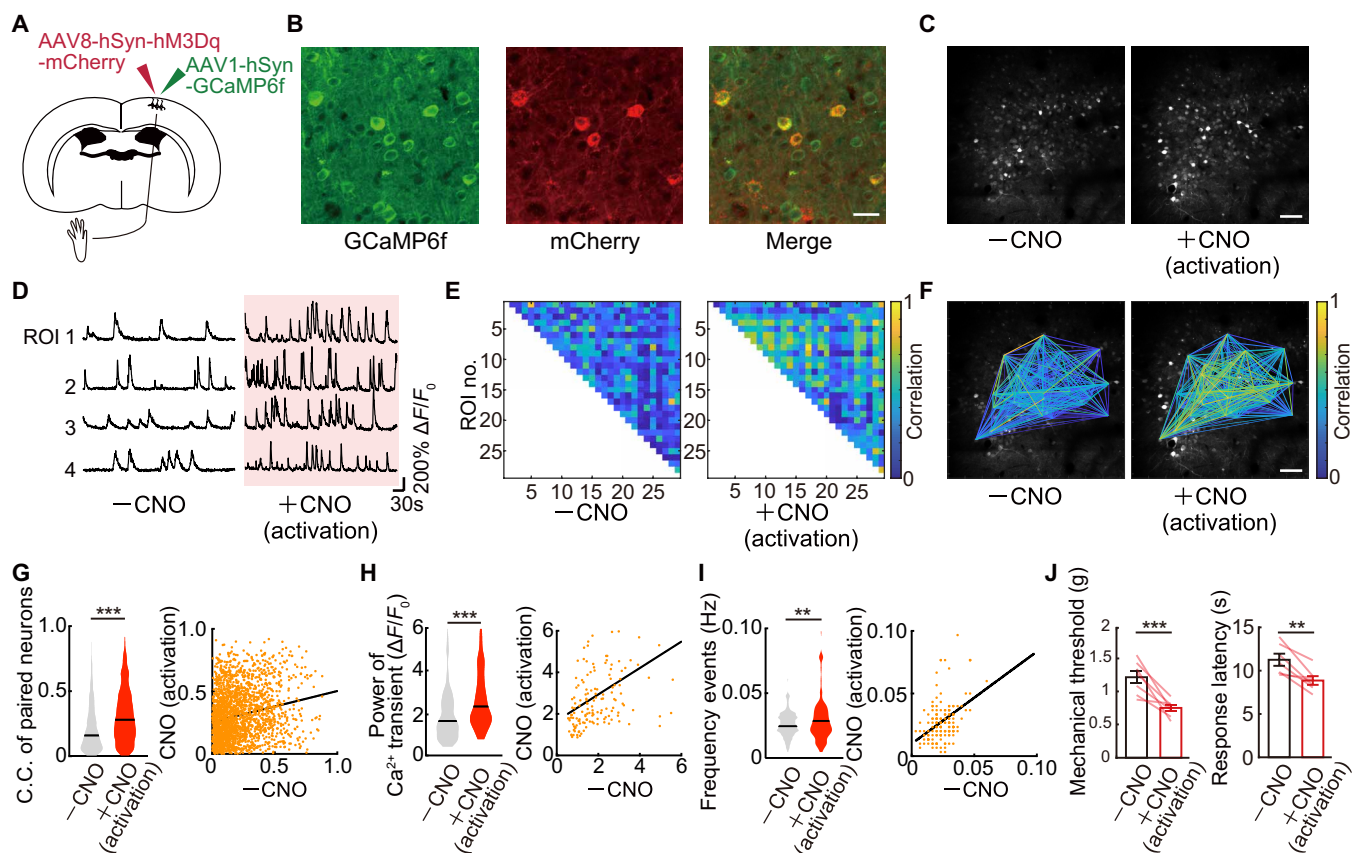 A
AAV8-hSyn-hM3Dq
-mCherry
AAV1-hSyn
-GCaMP6f
B
GCaMP6f
mCherry
Merge
C
−CNO
+CNO
(activation)
D
ROI 1
2
3
4
−CNO
+CNO
(activation)
30s
200% ΔF/F0
E
ROI no.
5
10
15
20
25
5 10 15 20 25
−CNO
5 10 15 20 25
+CNO
(activation)
1
0
Correlation
F
−CNO
+CNO
(activation)
1
0
Correlation
G
C.C. of paired neurons
1.0
0.5
0
***
−CNO
+CNO
(activation)
CNO (activation)
1.0
0.5
0
0 0.5 1.0
−CNO
H
Power of
Ca²⁺ transient (ΔF/F0)
6
4
2
0
***
−CNO
+CNO
(activation)
CNO (activation)
6
4
2
0
0 2 4 6
−CNO
I
Frequency events (Hz)
0.10
0.05
0
**
−CNO
+CNO
(activation)
CNO (activation)
0.10
0.05
0
0 0.05 0.10
−CNO
J
Mechanical threshold (g)
2
1.5
1
0.5
0
***
−CNO
+CNO
(activation)
Response latency (s)
15
10
5
0
**
−CNO
+CNO
(activation)